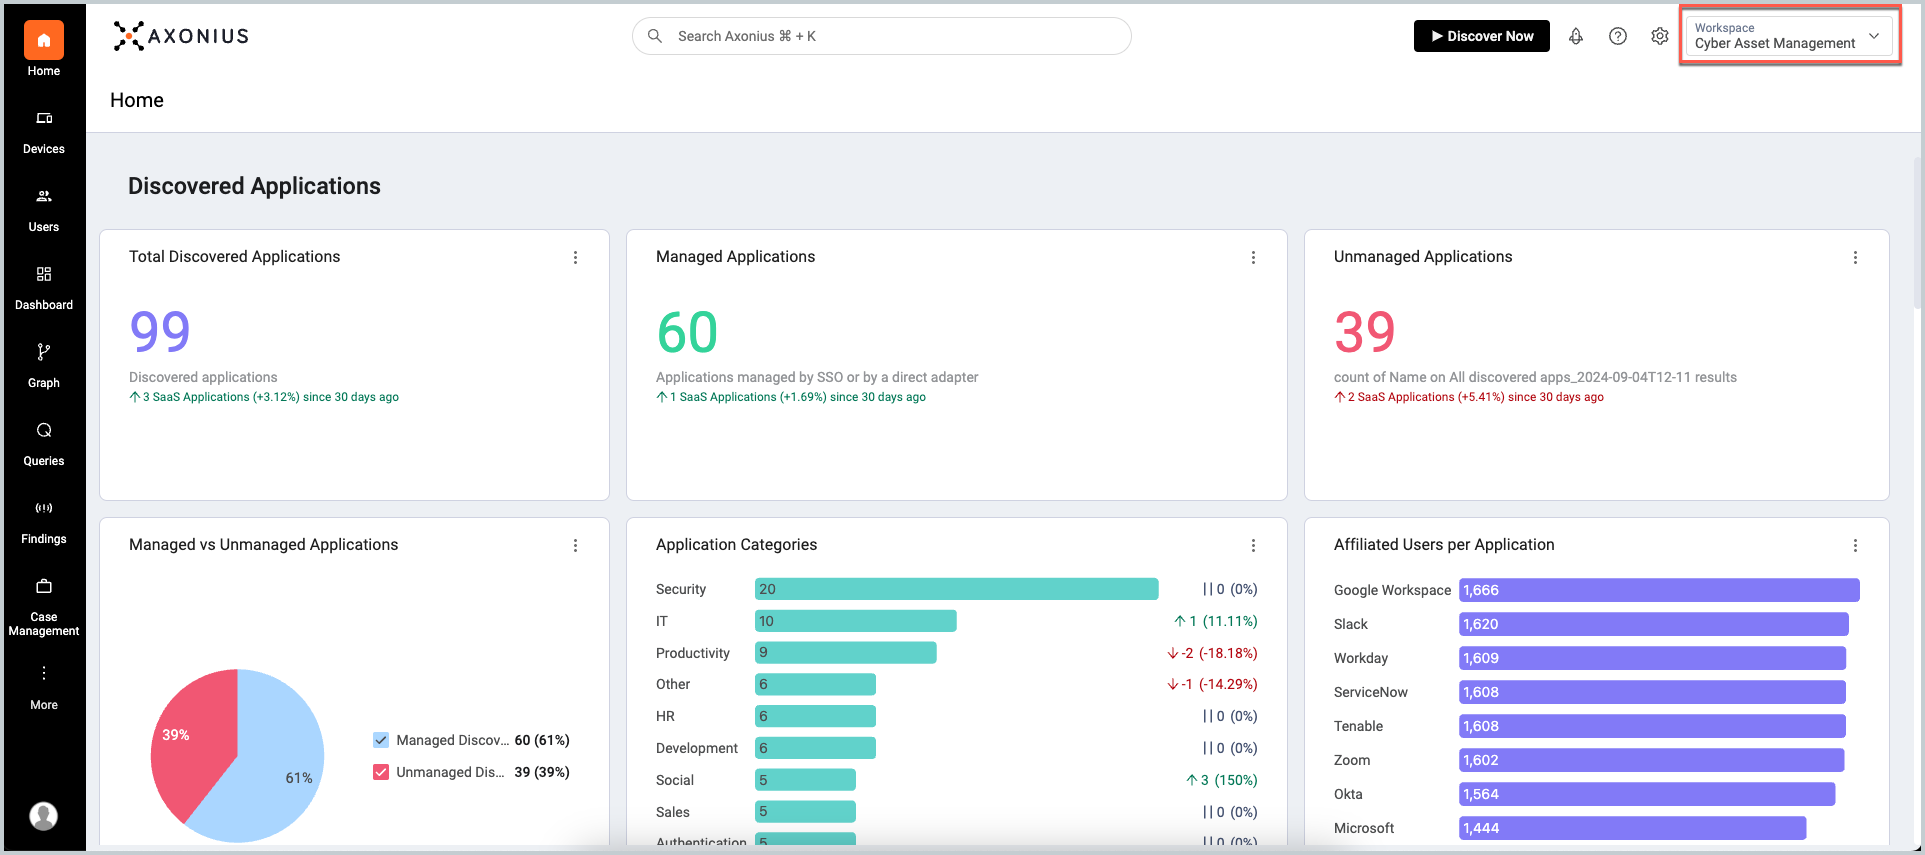 Home
Devices
Users
Dashboard
Graph
Queries
Findings
Case
Management
More
AXONIUS
Search Axonius ⌘ + K
Discover Now
Workspace
Cyber Asset Management
Home
Discovered Applications
Total Discovered Applications
99
Discovered applications
↑ 3 SaaS Applications (+3.12%) since 30 days ago
Managed Applications
60
Applications managed by SSO or by a direct adapter
↑ 1 SaaS Applications (+1.69%) since 30 days ago
Unmanaged Applications
39
count of Name on All discovered apps_2024-09-04T12-11 results
↑ 2 SaaS Applications (+5.41%) since 30 days ago
Managed vs Unmanaged Applications
39%
61%
Managed Discov... 60 (61%)
Unmanaged Dis... 39 (39%)
Application Categories
Security 20 || 0 (0%)
IT 10 ↑ 1 (11.11%)
Productivity 9 ↓ -2 (-18.18%)
Other 6 ↓ -1 (-14.29%)
HR 6 || 0 (0%)
Development 6 || 0 (0%)
Social 5 ↑ 3 (150%)
Sales 5 || 0 (0%)
Authentication 5 || 0 (0%)
Affiliated Users per Application
Google Workspace 1,666
Slack 1,620
Workday 1,609
ServiceNow 1,608
Tenable 1,608
Zoom 1,602
Okta 1,564
Microsoft 1,444